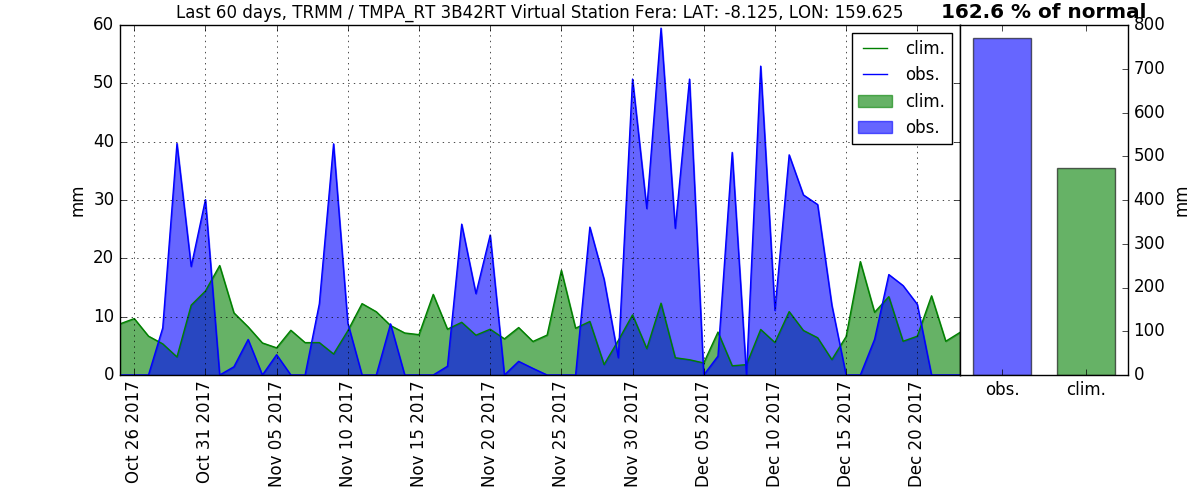 Last 60 days, TRMM / TMPA_RT 3B42RT Virtual Station Fera: LAT: -8.125, LON: 159.625
162.6 % of normal
60
50
40
30
20
10
0
mm
clim.
obs.
clim.
obs.
Oct 26 2017
Oct 31 2017
Nov 05 2017
Nov 10 2017
Nov 15 2017
Nov 20 2017
Nov 25 2017
Nov 30 2017
Dec 05 2017
Dec 10 2017
Dec 15 2017
Dec 20 2017
800
700
600
500
400
300
200
100
0
mm
obs.
clim.